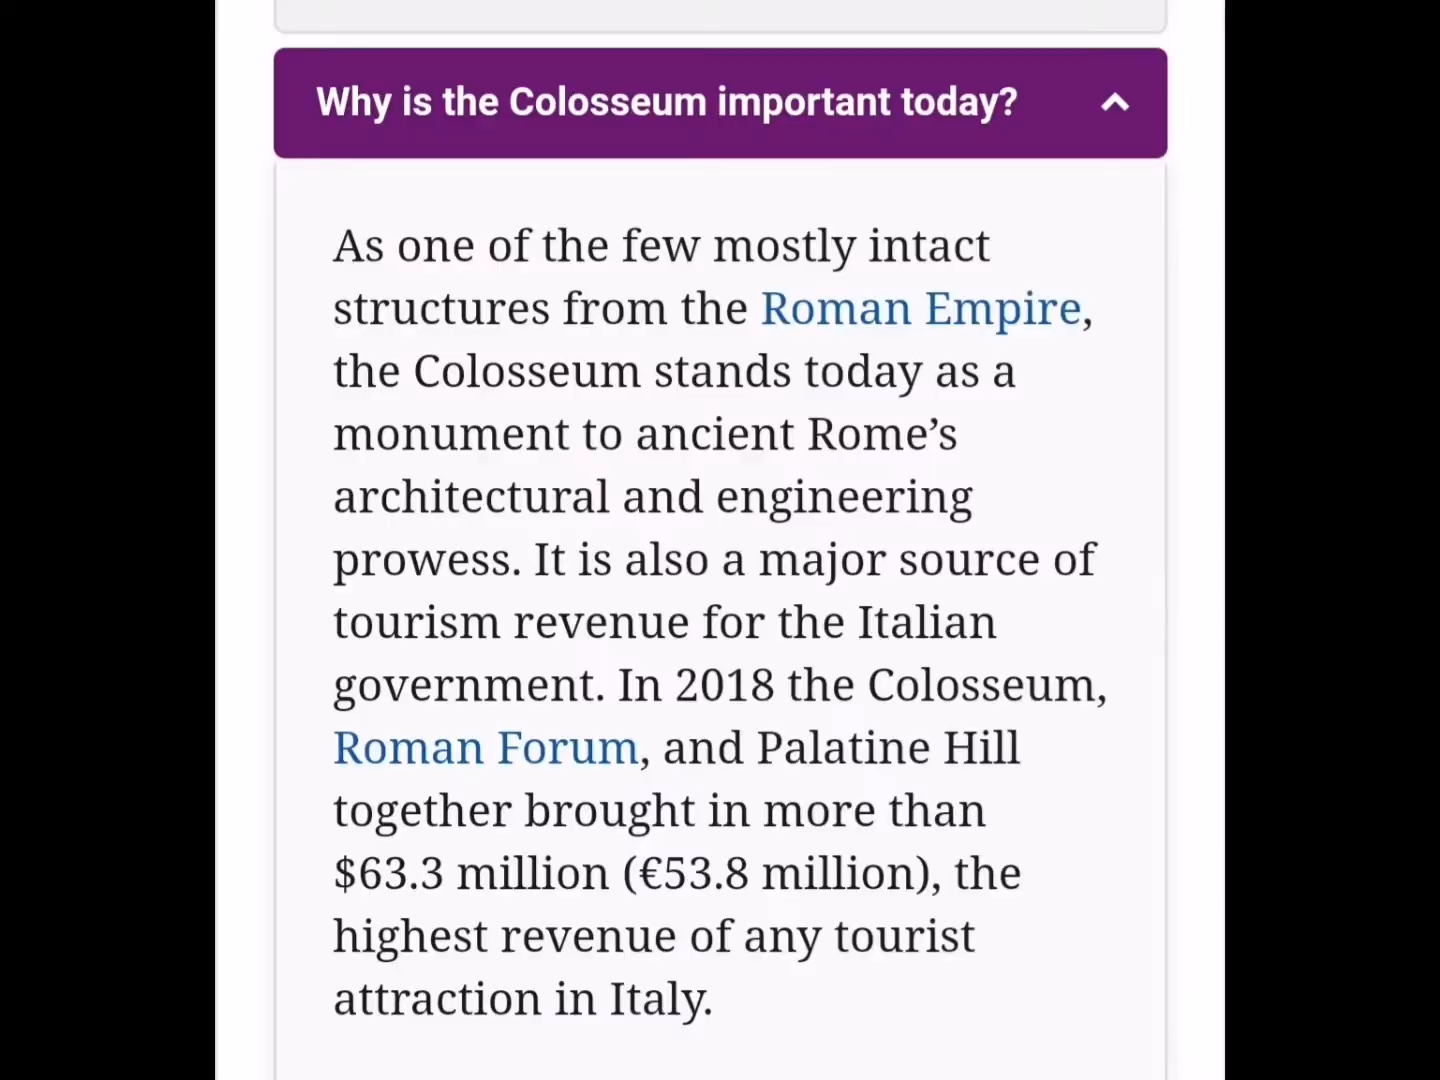 Why is the Colosseum important today?
As one of the few mostly intact
structures from the Roman Empire,
the Colosseum stands today as a
monument to ancient Rome’s
architectural and engineering
prowess. It is also a major source of
tourism revenue for the Italian
government. In 2018 the Colosseum,
Roman Forum, and Palatine Hill
together brought in more than
$63.3 million (€53.8 million), the
highest revenue of any tourist
attraction in Italy.